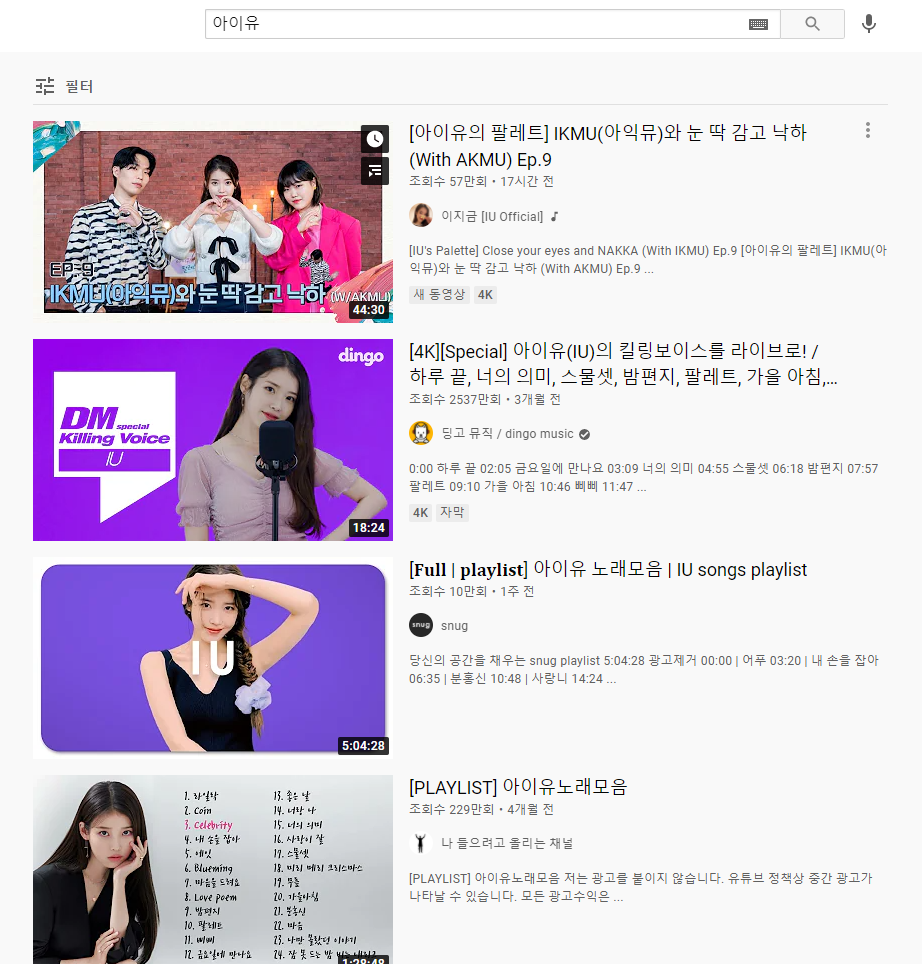 아이유
필터
EP.9
IKMU(아익뮤)와 눈 딱 감고 낙하 (W/AKMU)
44:30
[아이유의 팔레트] IKMU(아익뮤)와 눈 딱 감고 낙하
(With AKMU) Ep.9
조회수 57만회 • 17시간 전
이지금 [IU Official] ♪
[IU's Palette] Close your eyes and NAKKA (With IKMU) Ep.9 [아이유의 팔레트] IKMU(아
익뮤)와 눈 딱 감고 낙하 (With AKMU) Ep.9 ...
새 동영상 4K
dingo
DM special
Killing Voice
IU
18:24
[4K][Special] 아이유(IU)의 킬링보이스를 라이브로! /
하루 끝, 너의 의미, 스물셋, 밤편지, 팔레트, 가을 아침,...
조회수 2537만회 • 3개월 전
딩고 뮤직 / dingo music
0:00 하루 끝 02:05 금요일에 만나요 03:09 너의 의미 04:55 스물셋 06:18 밤편지 07:57
팔레트 09:10 가을 아침 10:46 삐삐 11:47 ...
4K 자막
IU
5:04:28
[Full | playlist] 아이유 노래모음 | IU songs playlist
조회수 10만회 • 1주 전
snug
snug
당신의 공간을 채우는 snug playlist 5:04:28 광고제거 00:00 | 어푸 03:20 | 내 손을 잡아
06:35 | 분홍신 10:48 | 사랑니 14:24 ...
1. 라일락
2. Coin
3. Celebrity
4. 내 손을 잡아
5. 에잇
6. Blueming
7. 마음을 드려요
8. Love poem
9. 밤편지
10. 팔레트
11. 삐삐
12. 금요일에 만나요
13. 좋은 날
14. 너랑 나
15. 너의 의미
16. 사랑이 잘
17. 스물셋
18. 미리 메리 크리스마스
19. 푸르
20. 가을아침
21. 분홍신
22. 마음
23. 나만 몰랐던 이야기
24. 잠 못 드는 밤 비는 내리고
1:28:48
[PLAYLIST] 아이유노래모음
조회수 229만회 • 4개월 전
나 들으려고 올리는 채널
[PLAYLIST] 아이유노래모음 저는 광고를 붙이지 않습니다. 유튜브 정책상 중간 광고가
나타날 수 있습니다. 모든 광고수익은 ...